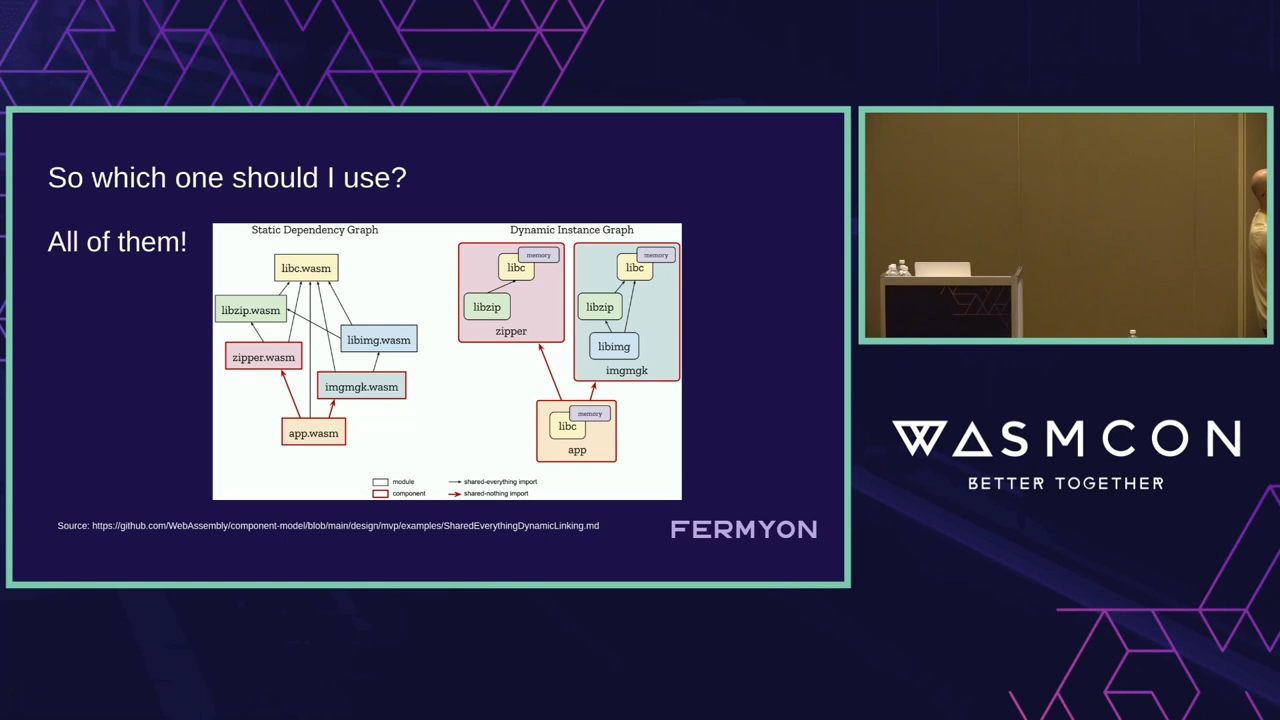 So which one should I use?
All of them!
Static Dependency Graph
libc.wasm
libzip.wasm
libimg.wasm
zipper.wasm
imgmgk.wasm
app.wasm
Dynamic Instance Graph
memory
libc
libzip
zipper
memory
libc
libzip
libimg
imgmgk
memory
libc
app
module
shared-everything import
component
shared-nothing import
Source: https://github.com/WebAssembly/component-model/blob/main/design/mvp/examples/SharedEverythingDynamicLinking.md
FERMYON
WASMCON
BETTER TOGETHER